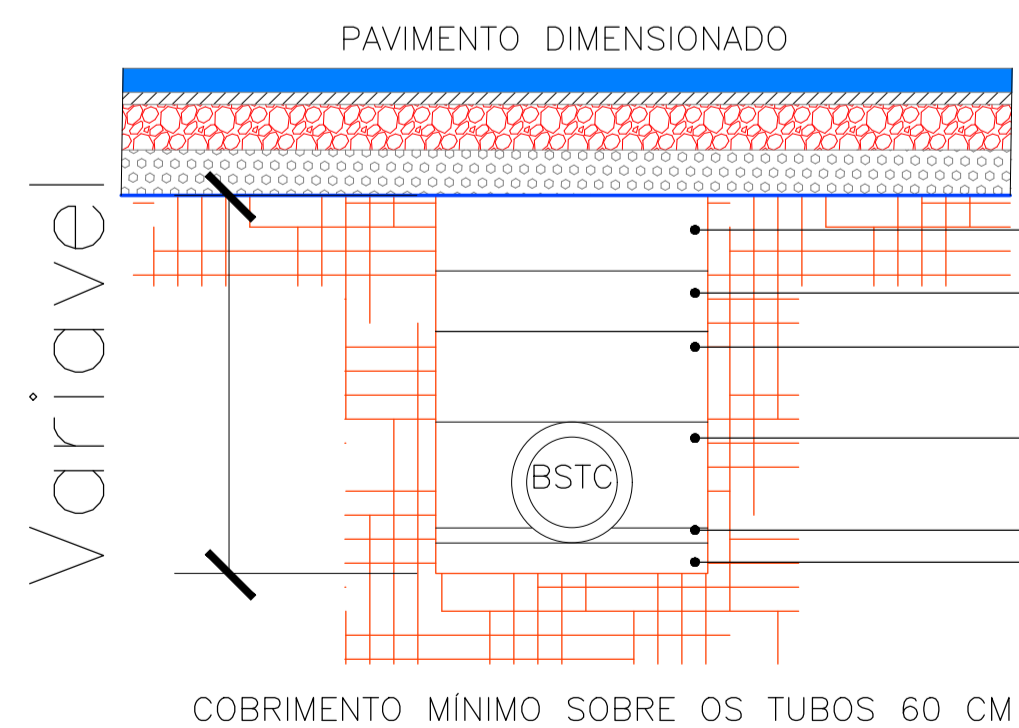 PAVIMENTO DIMENSIONADO
Variavel
BSTC
COBRIMENTO MÍNIMO SOBRE OS TUBOS 60 CM